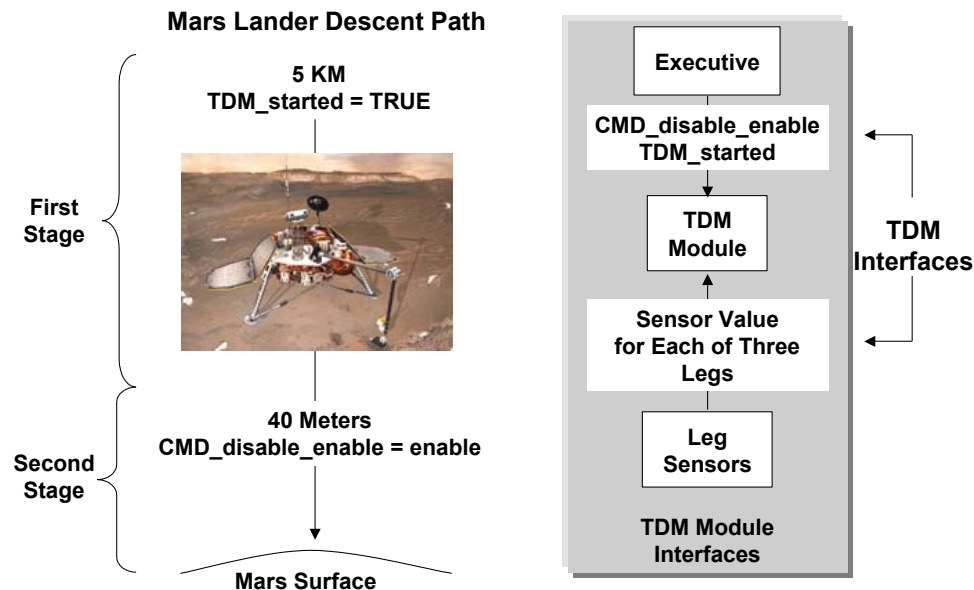 Mars Lander Descent Path
5 KM
TDM_started = TRUE
First
Stage
40 Meters
CMD_disable_enable = enable
Second
Stage
Mars Surface
Executive
CMD_disable_enable
TDM_started
TDM
Module
TDM
Interfaces
Sensor Value
for Each of Three
Legs
Leg
Sensors
TDM Module
Interfaces